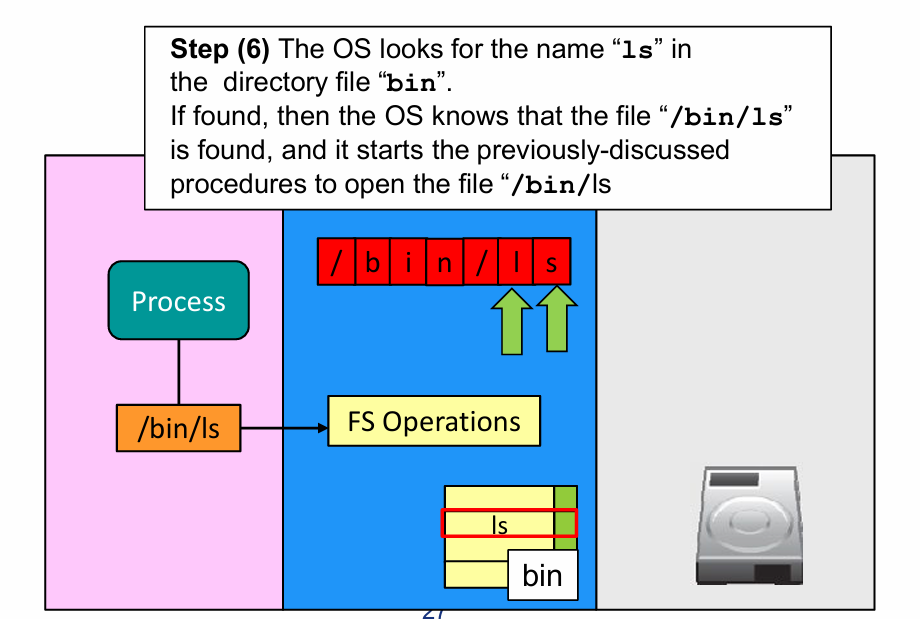 Step (6) The OS looks for the name “ls” in
the directory file “bin”.
If found, then the OS knows that the file “/bin/ls”
is found, and it starts the previously-discussed
procedures to open the file “/bin/ls
/ b i n / l s
Process
/bin/ls
FS Operations
ls
bin
27